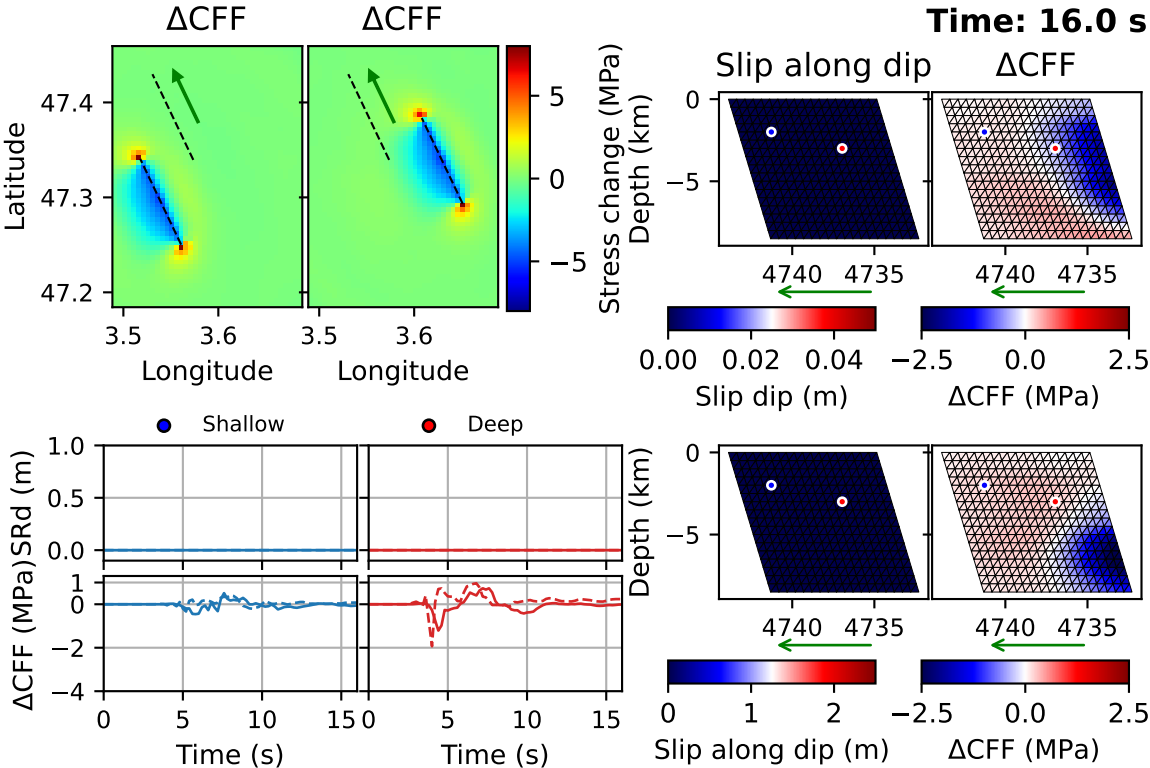 Time: 16.0 s
ΔCFF
ΔCFF
Latitude
47.4
47.3
47.2
3.5
3.6
3.5
3.6
Longitude
Longitude
5
0
−5
Stress change (MPa)
Slip along dip
ΔCFF
Depth (km)
0
−5
4740
4735
4740
4735
0.00
0.02
0.04
−2.5
0.0
2.5
Slip dip (m)
ΔCFF (MPa)
Shallow
Deep
SRd (m)
1.0
0.5
0.0
ΔCFF (MPa)
1
0
−2
−4
0
5
10
15
0
5
10
15
Time (s)
Time (s)
Depth (km)
0
−5
4740
4735
4740
4735
0
1
2
−2.5
0.0
2.5
Slip along dip (m)
ΔCFF (MPa)